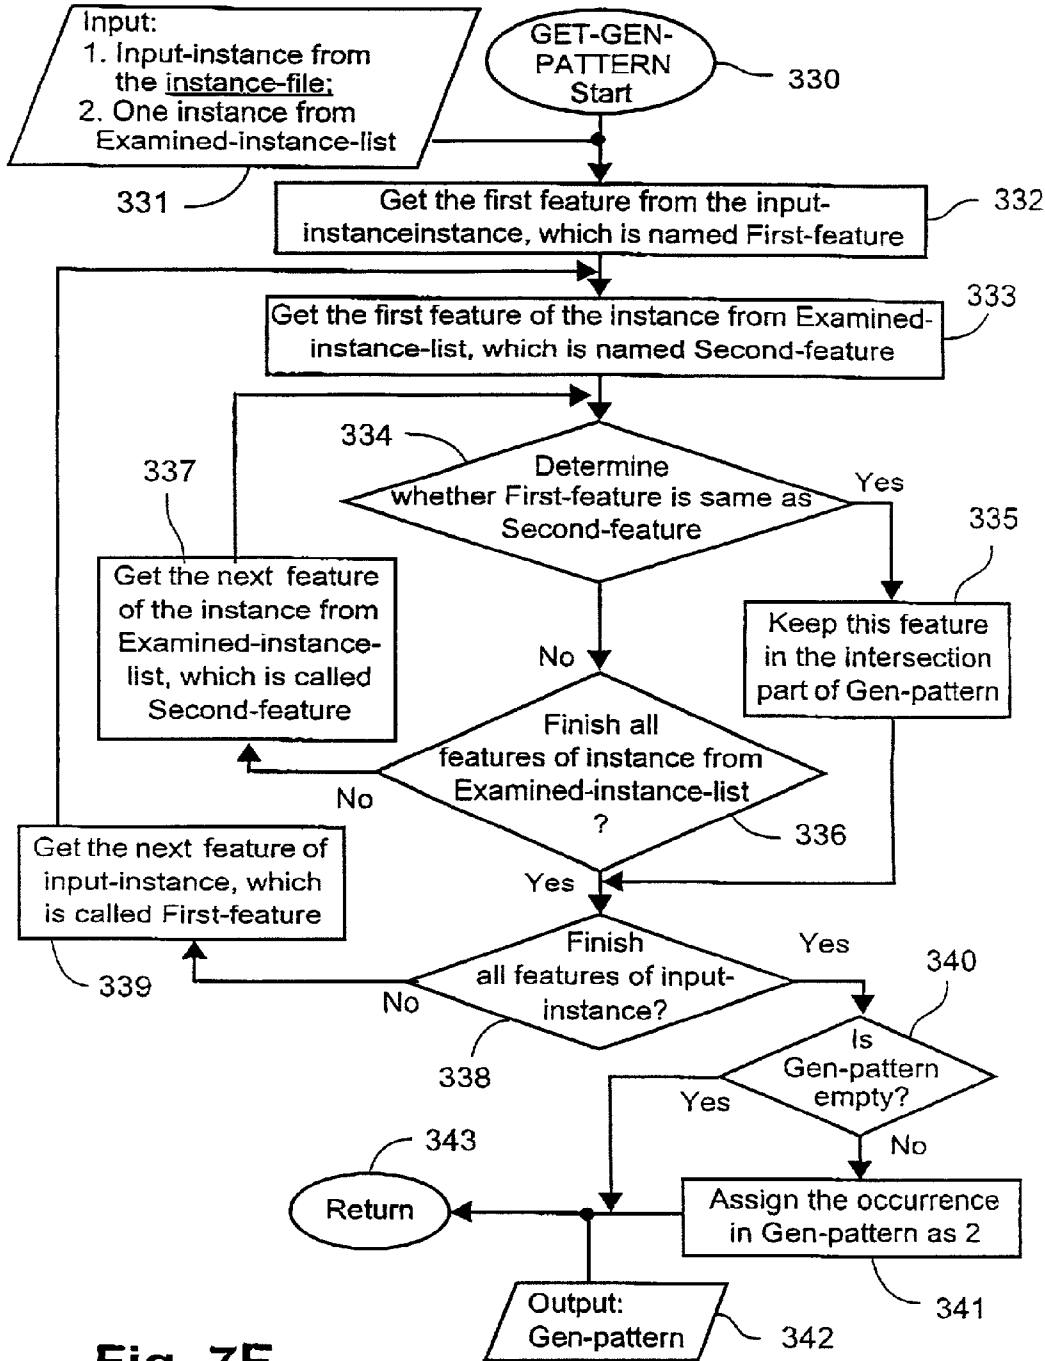 Input:
1. Input-instance from
the instance-file;
2. One instance from
Examined-instance-list
331
GET-GEN-
PATTERN
Start
330
Get the first feature from the input-
instanceinstance, which is named First-feature
332
Get the first feature of the instance from Examined-
instance-list, which is named Second-feature
333
334
Determine
whether First-feature is same as
Second-feature
Yes
No
335
Keep this feature
in the intersection
part of Gen-pattern
337
Get the next feature
of the instance from
Examined-instance-
list, which is called
Second-feature
Finish all
features of instance from
Examined-instance-list
?
336
No
Yes
Get the next feature of
input-instance, which
is called First-feature
339
Finish
all features of input-
instance?
338
No
Yes
340
Is
Gen-pattern
empty?
Yes
No
343
Return
Assign the occurrence
in Gen-pattern as 2
341
Output:
Gen-pattern
342
Fig. 7E